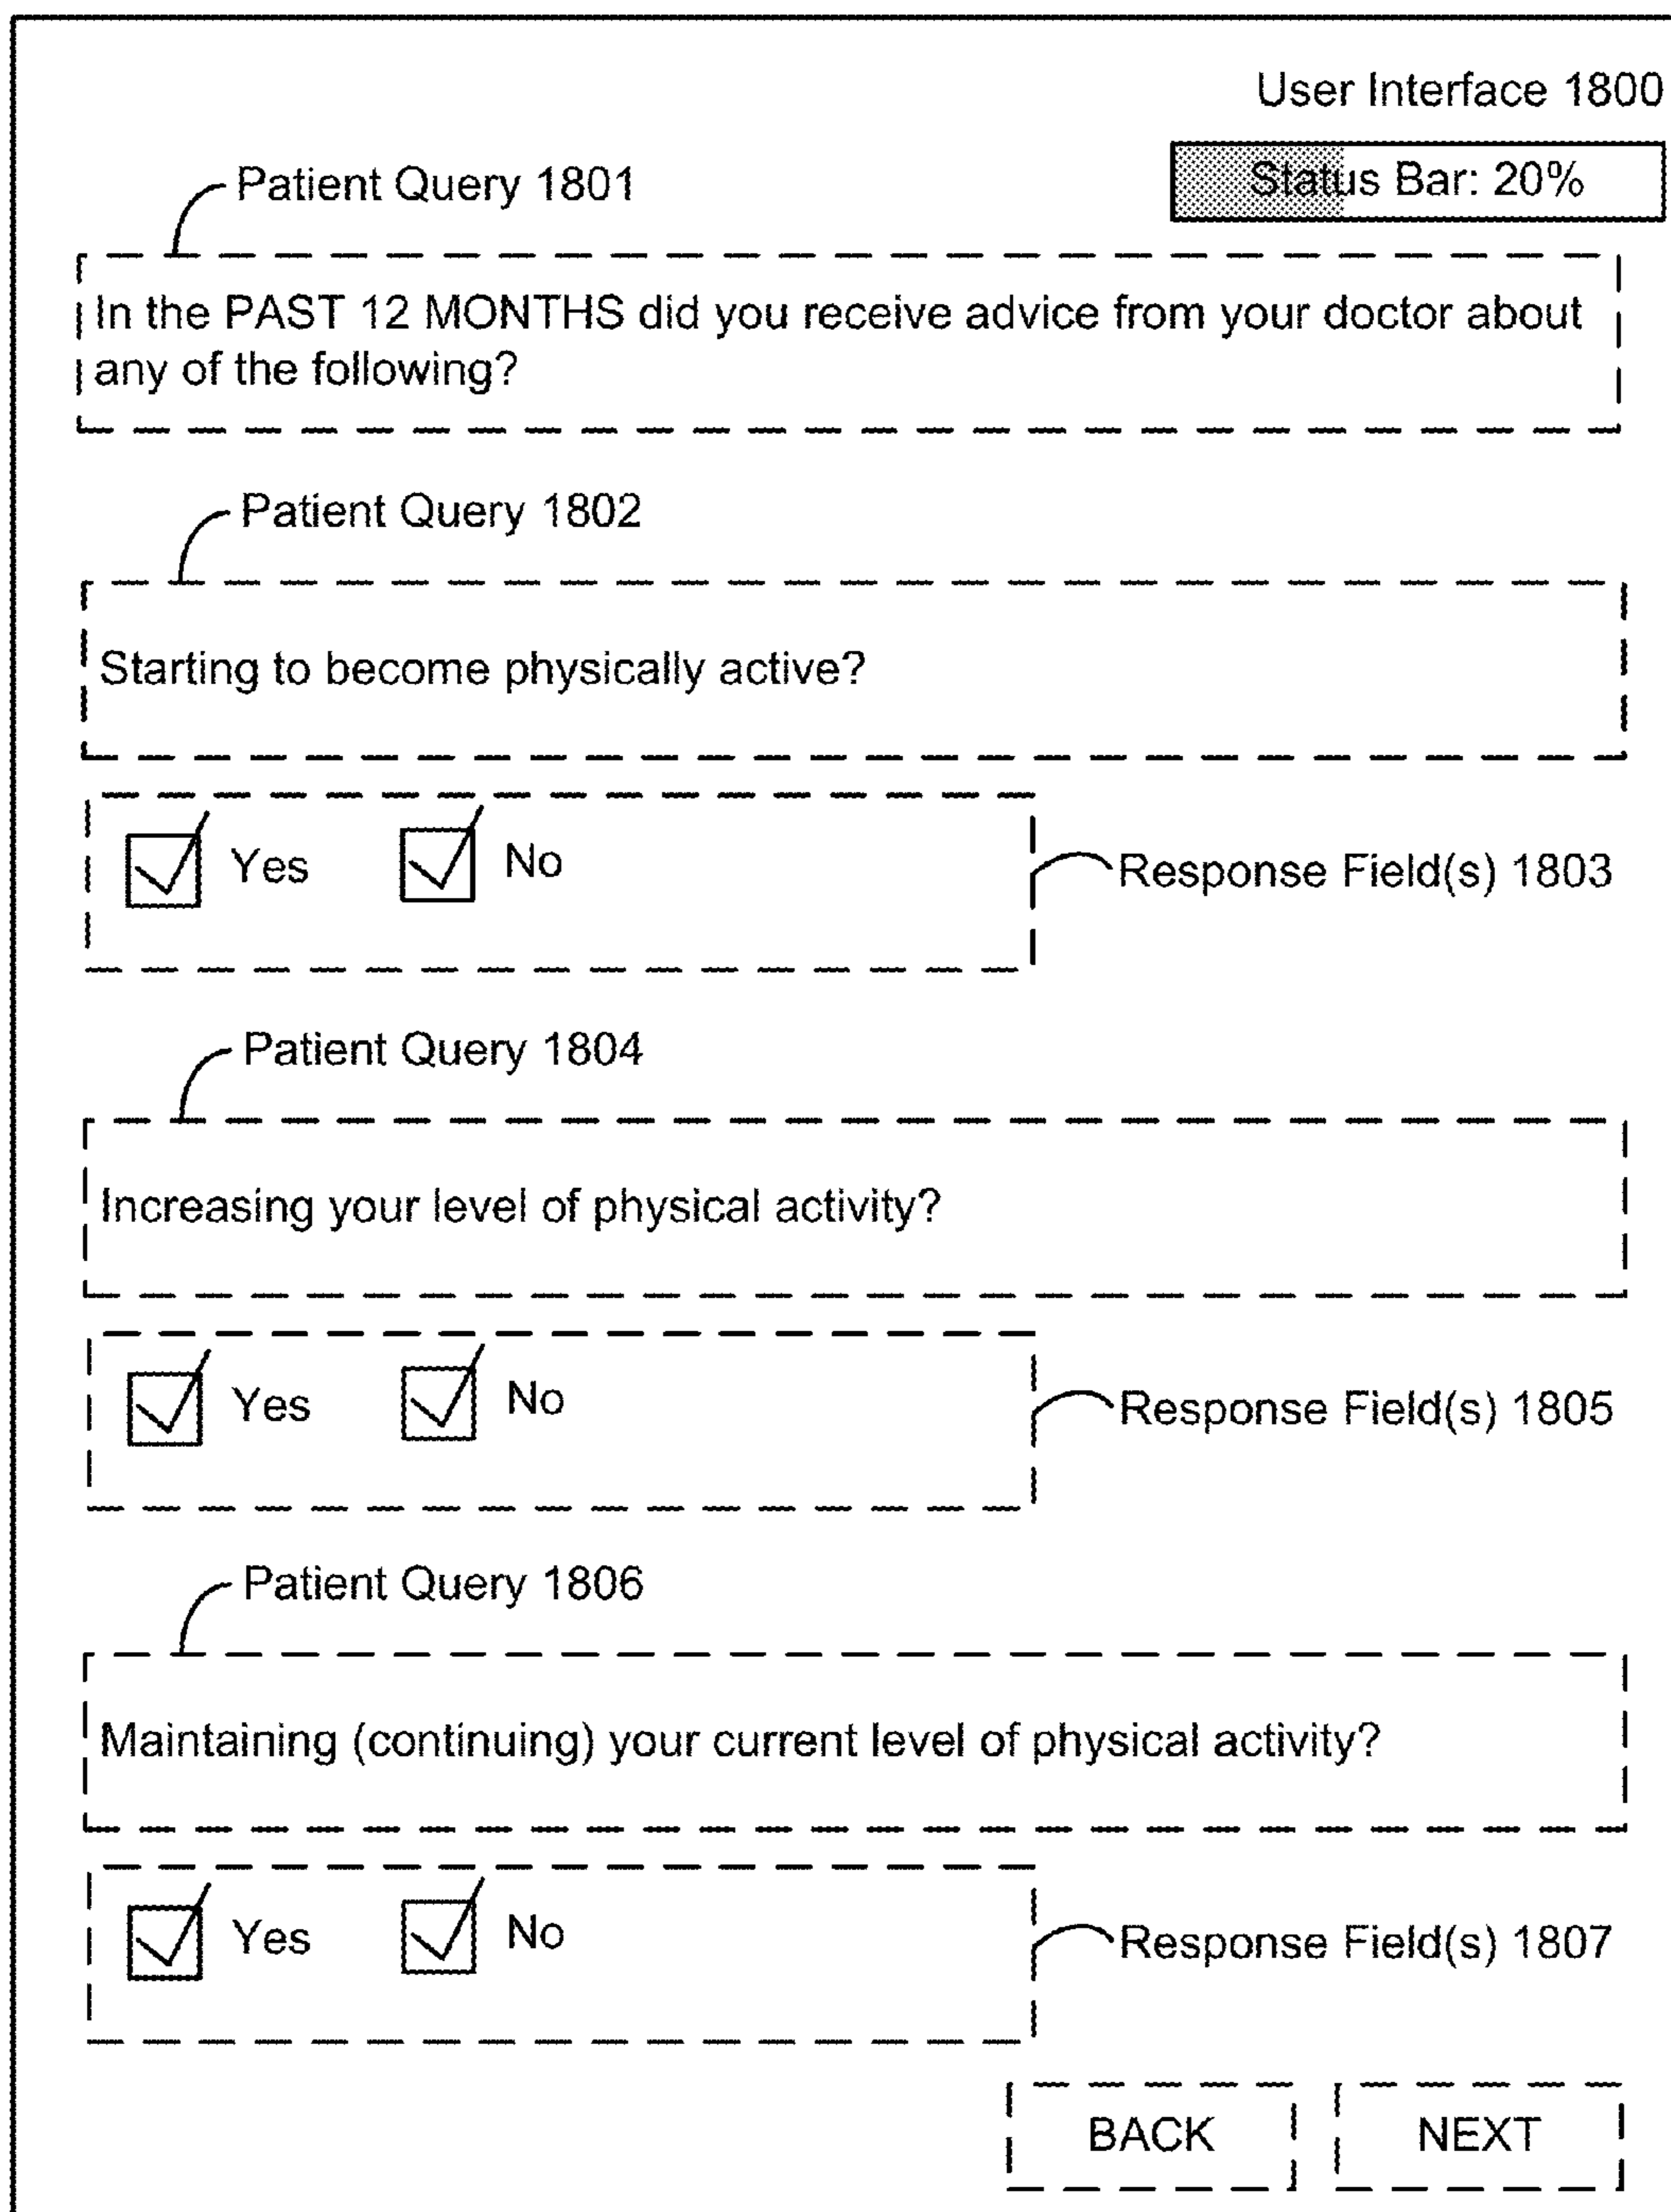 User Interface 1800
Status Bar: 20%
Patient Query 1801
In the PAST 12 MONTHS did you receive advice from your doctor about
any of the following?
Patient Query 1802
Starting to become physically active?
Yes No
Response Field(s) 1803
Patient Query 1804
Increasing your level of physical activity?
Yes No
Response Field(s) 1805
Patient Query 1806
Maintaining (continuing) your current level of physical activity?
Yes No
Response Field(s) 1807
BACK NEXT